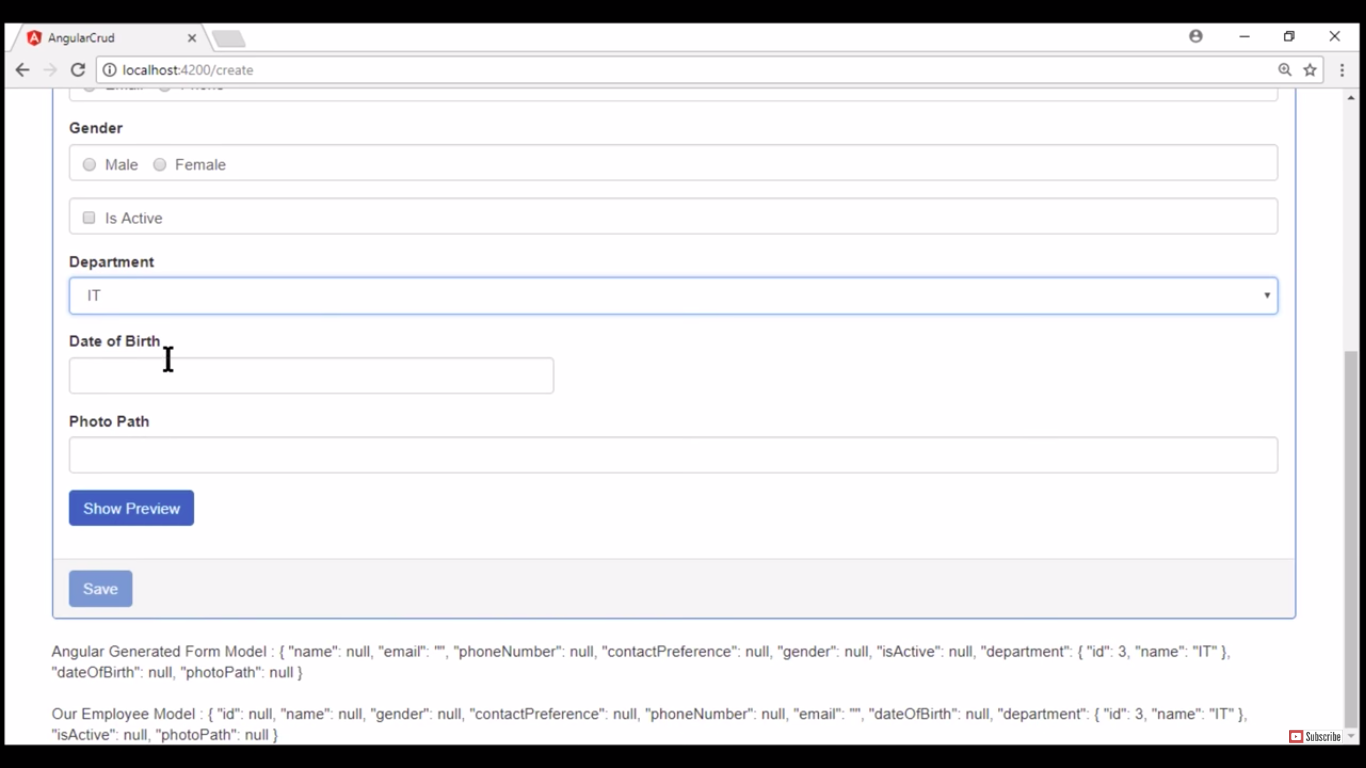 AngularCrud
localhost:4200/create
Email Phone
Gender
Male Female
Is Active
Department
IT
Date of Birth
Photo Path
Show Preview
Save
Angular Generated Form Model : { "name": null, "email": "", "phoneNumber": null, "contactPreference": null, "gender": null, "isActive": null, "department": { "id": 3, "name": "IT" },
"dateOfBirth": null, "photoPath": null }
Our Employee Model : { "id": null, "name": null, "gender": null, "contactPreference": null, "phoneNumber": null, "email": "", "dateOfBirth": null, "department": { "id": 3, "name": "IT" },
"isActive": null, "photoPath": null }
Subscribe